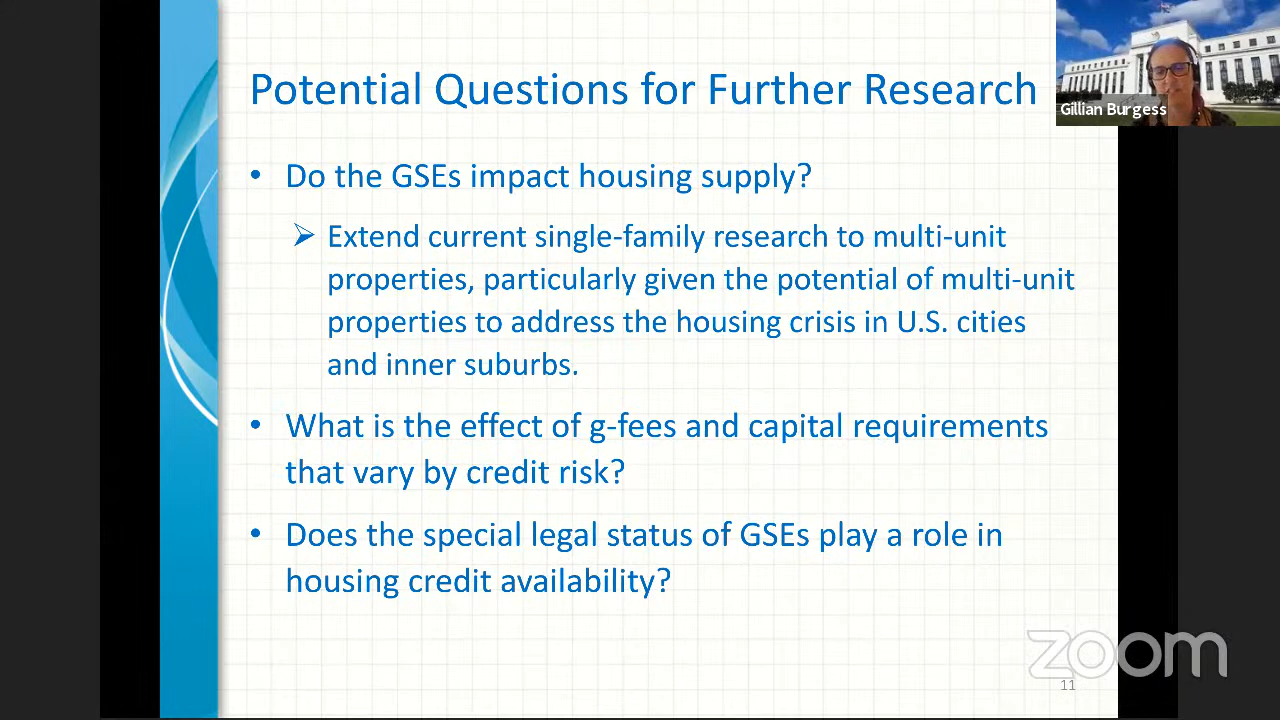 Potential Questions for Further Research
Gillian Burgess
• Do the GSEs impact housing supply?
➢ Extend current single-family research to multi-unit
properties, particularly given the potential of multi-unit
properties to address the housing crisis in U.S. cities
and inner suburbs.
• What is the effect of g-fees and capital requirements
that vary by credit risk?
• Does the special legal status of GSEs play a role in
housing credit availability?
zoom
11